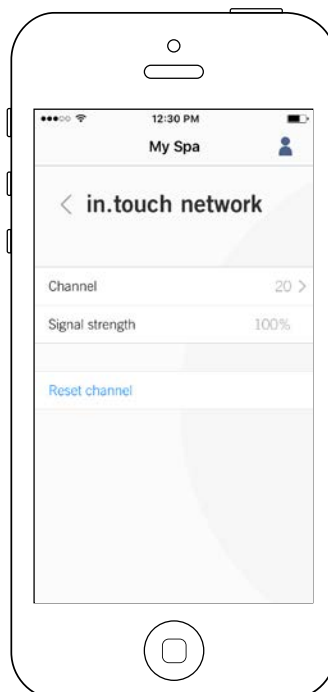 12:30 PM
My Spa
in.touch network
Channel 20 >
Signal strength 100%
Reset channel